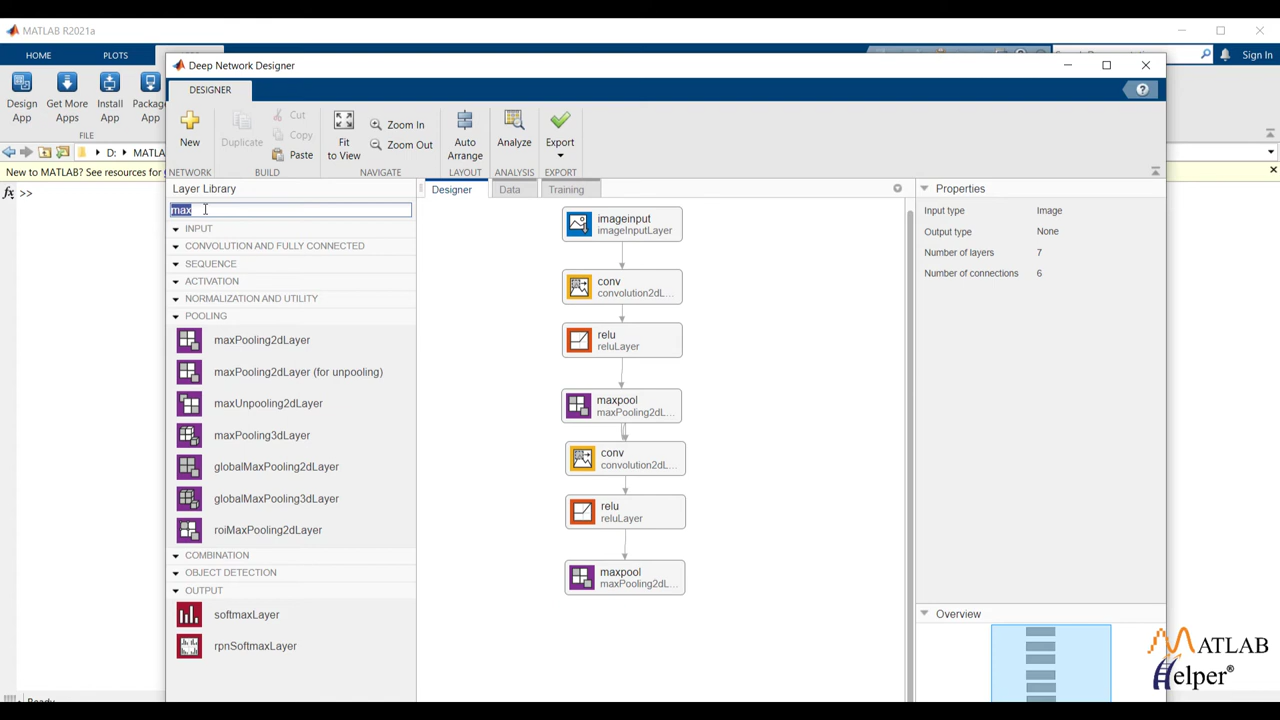 MATLAB R2021a
HOME
PLOTS
Sign In
Design App
Get More Apps
Install App
Package App
FILE
D:
MATLA
New to MATLAB? See resources for
fx >>
Deep Network Designer
DESIGNER
New
Duplicate
Cut
Copy
Paste
Fit to View
Zoom In
Zoom Out
Auto Arrange
Analyze
Export
NETWORK
BUILD
NAVIGATE
LAYOUT
ANALYSIS
EXPORT
Layer Library
max
INPUT
CONVOLUTION AND FULLY CONNECTED
SEQUENCE
ACTIVATION
NORMALIZATION AND UTILITY
POOLING
maxPooling2dLayer
maxPooling2dLayer (for unpooling)
maxUnpooling2dLayer
maxPooling3dLayer
globalMaxPooling2dLayer
globalMaxPooling3dLayer
roiMaxPooling2dLayer
COMBINATION
OBJECT DETECTION
OUTPUT
softmaxLayer
rpnSoftmaxLayer
Designer
Data
Training
imageinput
imageInputLayer
conv
convolution2dL...
relu
reluLayer
maxpool
maxPooling2dL...
conv
convolution2dL...
relu
reluLayer
maxpool
maxPooling2dL...
Properties
Input type Image
Output type None
Number of layers 7
Number of connections 6
Overview
MATLAB
Helper®